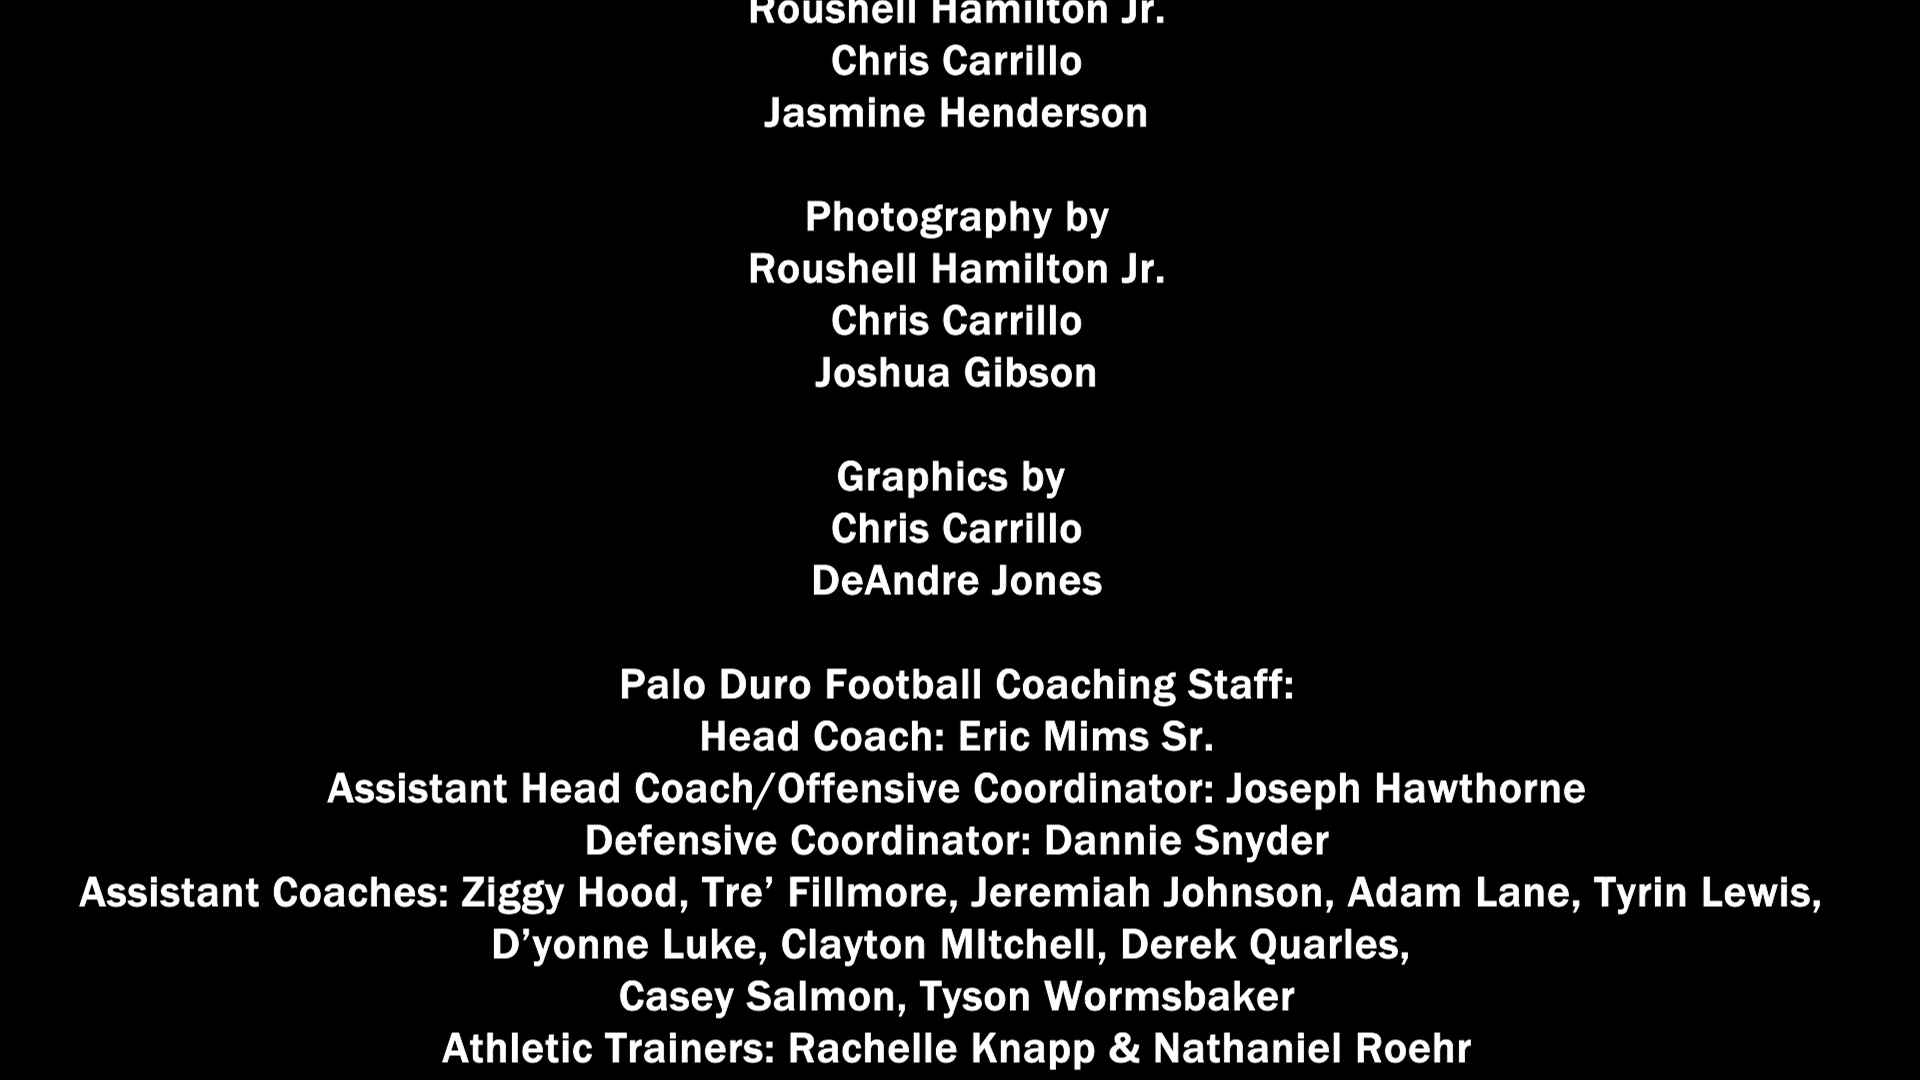 Roushell Hamilton Jr.
Chris Carrillo
Jasmine Henderson
Photography by
Roushell Hamilton Jr.
Chris Carrillo
Joshua Gibson
Graphics by
Chris Carrillo
DeAndre Jones
Palo Duro Football Coaching Staff:
Head Coach: Eric Mims Sr.
Assistant Head Coach/Offensive Coordinator: Joseph Hawthorne
Defensive Coordinator: Dannie Snyder
Assistant Coaches: Ziggy Hood, Tre’ Fillmore, Jeremiah Johnson, Adam Lane, Tyrin Lewis,
D’yonne Luke, Clayton MItchell, Derek Quarles,
Casey Salmon, Tyson Wormsbaker
Athletic Trainers: Rachelle Knapp & Nathaniel Roehr